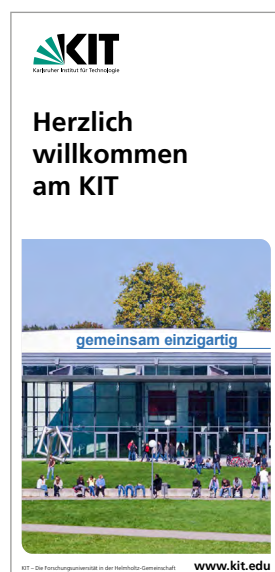 KIT
Karlsruher Institut für Technologie
Herzlich
willkommen
am KIT
gemeinsam einzigartig
KIT – Die Forschungsuniversität in der Helmholtz-Gemeinschaft
www.kit.edu